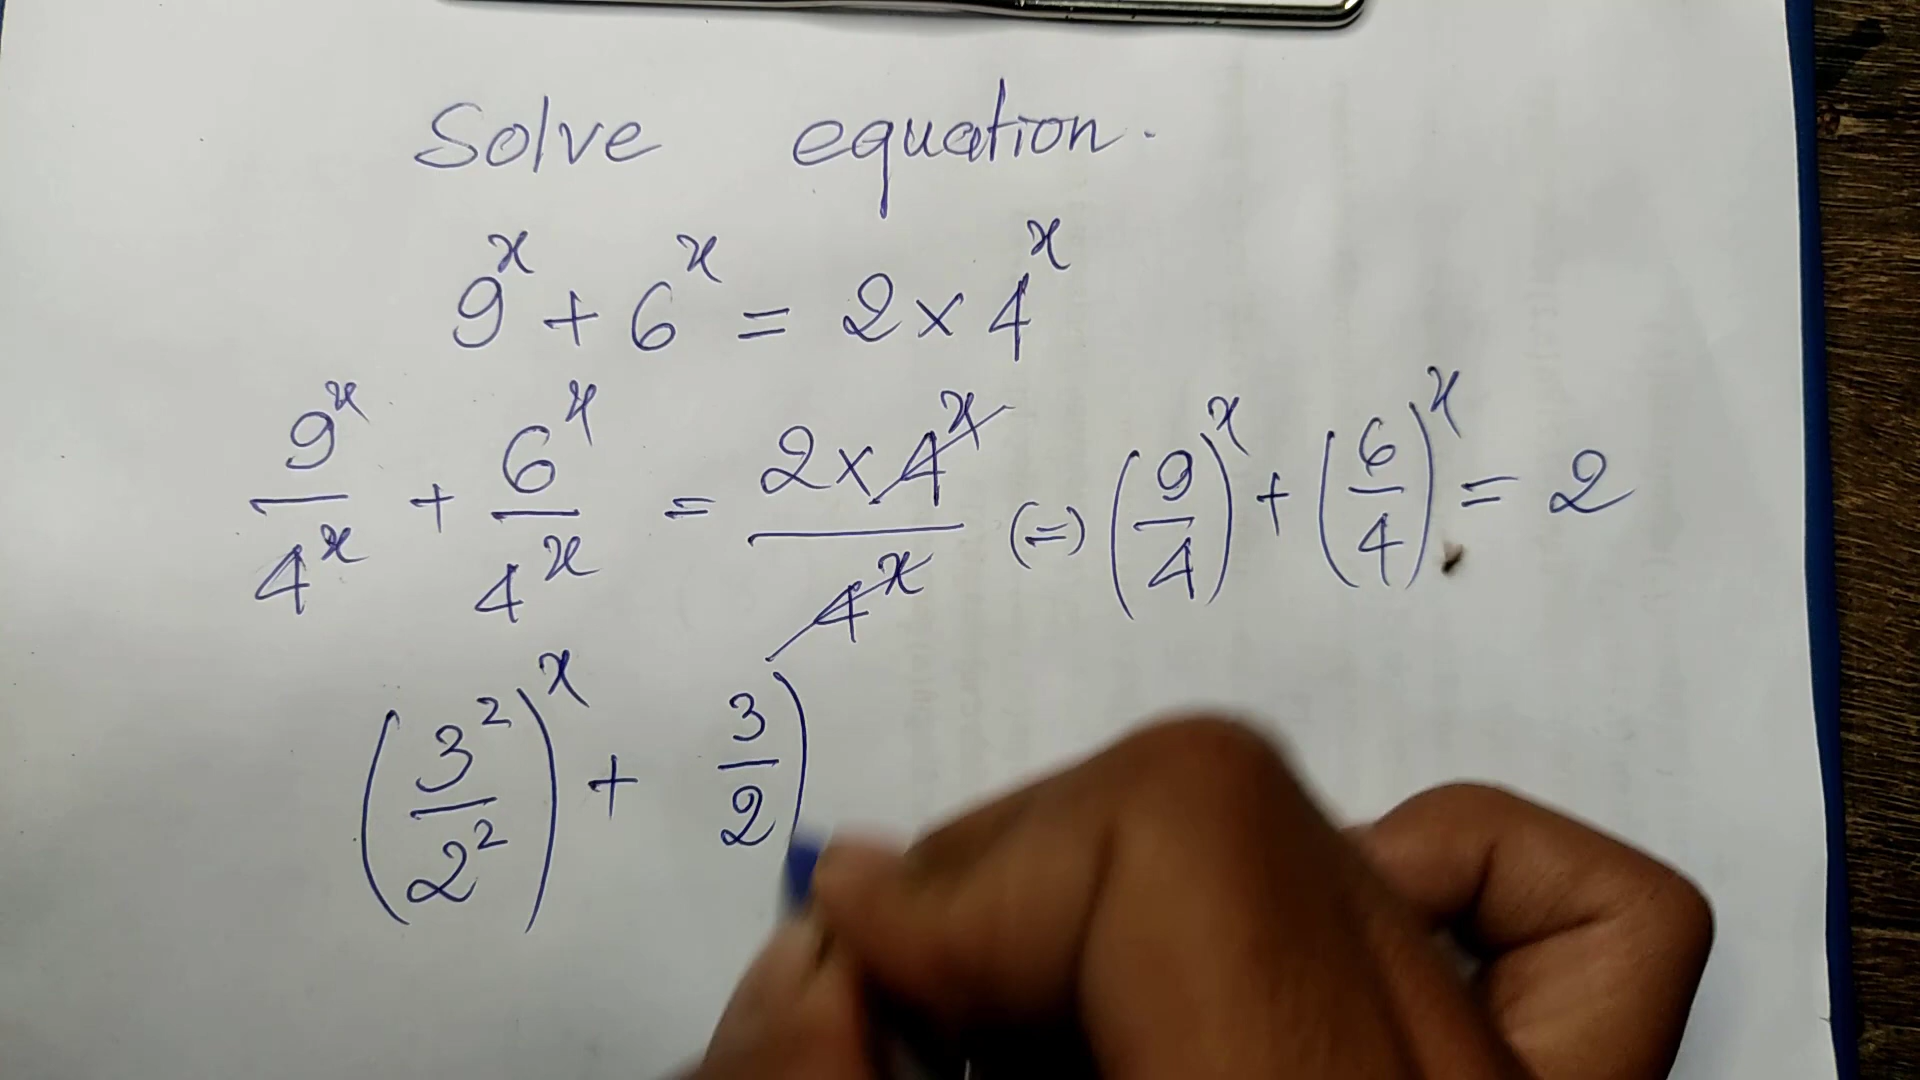 Solve equation.
9^x + 6^x = 2 × 4^x
9^x/4^x + 6^x/4^x = 2 × 4^x/4^x (=) (9/4)^x + (6/4)^x = 2
(3^2/2^2)^x + 3/2)